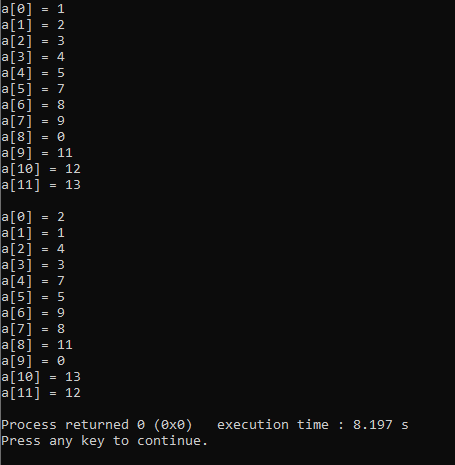 a[0] = 1
a[1] = 2
a[2] = 3
a[3] = 4
a[4] = 5
a[5] = 7
a[6] = 8
a[7] = 9
a[8] = 0
a[9] = 11
a[10] = 12
a[11] = 13

a[0] = 2
a[1] = 1
a[2] = 4
a[3] = 3
a[4] = 7
a[5] = 5
a[6] = 9
a[7] = 8
a[8] = 11
a[9] = 0
a[10] = 13
a[11] = 12

Process returned 0 (0x0)   execution time : 8.197 s
Press any key to continue.